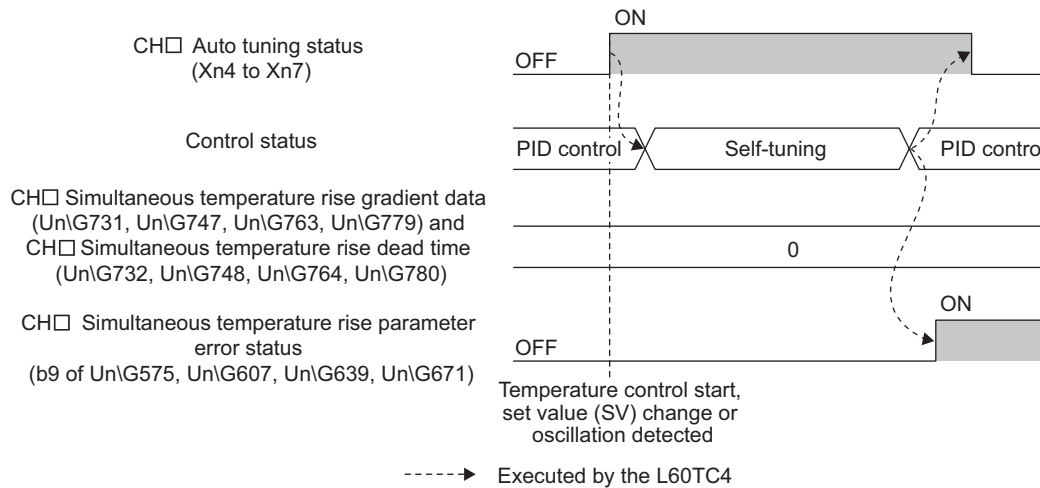 ON
CH□ Auto tuning status
(Xn4 to Xn7)
OFF
Control status
PID control
Self-tuning
PID contro
CH□ Simultaneous temperature rise gradient data
(Un\G731, Un\G747, Un\G763, Un\G779) and
CH□ Simultaneous temperature rise dead time
(Un\G732, Un\G748, Un\G764, Un\G780)
0
CH□ Simultaneous temperature rise parameter
error status
(b9 of Un\G575, Un\G607, Un\G639, Un\G671)
ON
OFF
Temperature control start,
set value (SV) change or
oscillation detected
Executed by the L60TC4